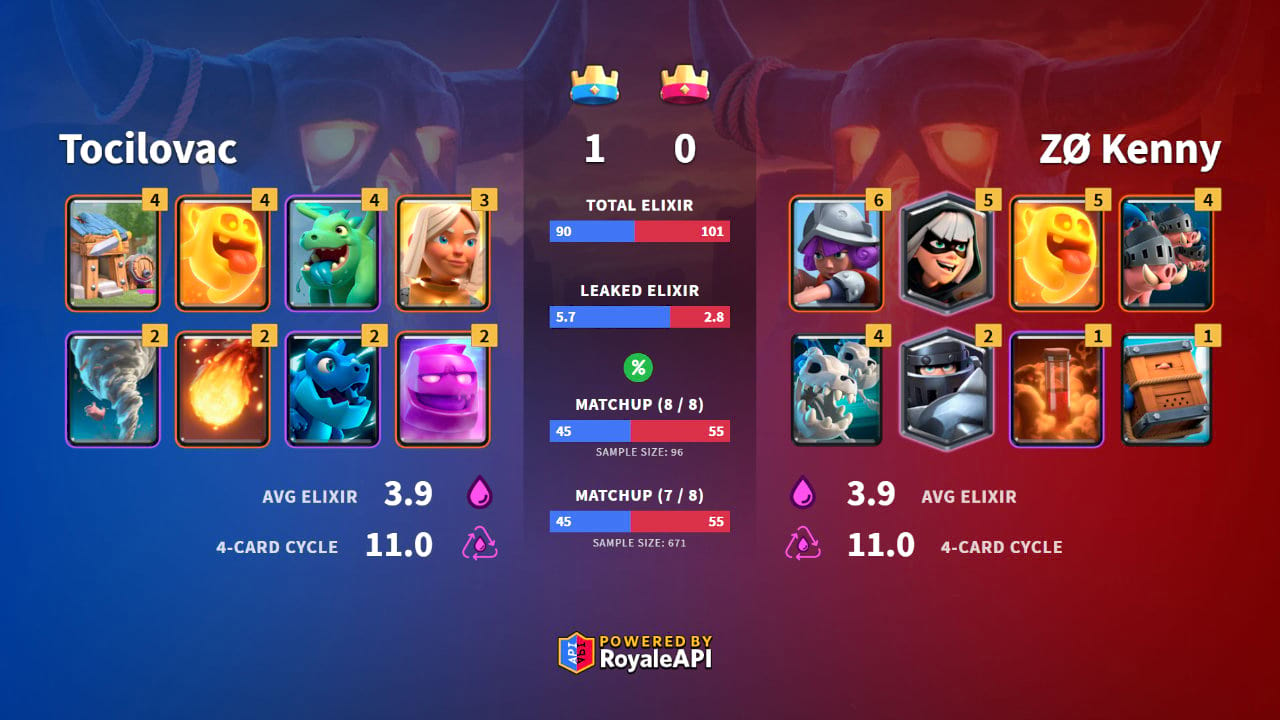 Tocilovac
1 0
ZØ Kenny
4 4 4 3
2 2 2 2
AVG ELIXIR 3.9
4-CARD CYCLE 11.0
TOTAL ELIXIR
90 101
LEAKED ELIXIR
5.7 2.8
%
MATCHUP (8 / 8)
45 55
SAMPLE SIZE: 96
MATCHUP (7 / 8)
45 55
SAMPLE SIZE: 671
6 5 5 4
4 2 1 1
3.9 AVG ELIXIR
11.0 4-CARD CYCLE
API API
POWERED BY
RoyaleAPI